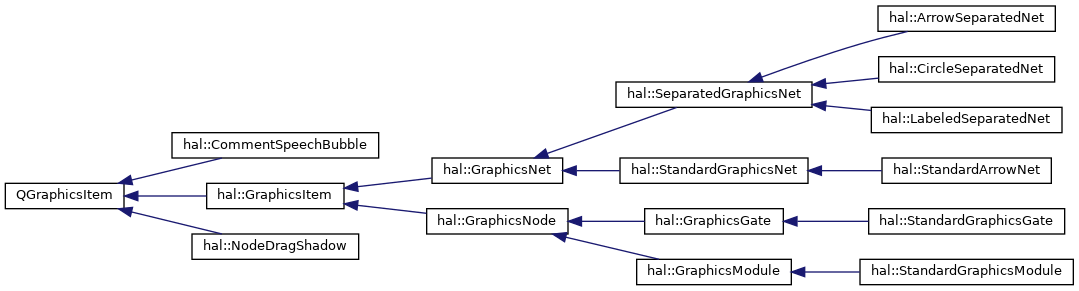 hal::ArrowSeparatedNet
hal::CircleSeparatedNet
hal::SeparatedGraphicsNet
hal::LabeledSeparatedNet
hal::CommentSpeechBubble
hal::GraphicsNet
hal::StandardGraphicsNet
hal::StandardArrowNet
QGraphicsItem
hal::GraphicsItem
hal::GraphicsNode
hal::GraphicsGate
hal::StandardGraphicsGate
hal::NodeDragShadow
hal::GraphicsModule
hal::StandardGraphicsModule